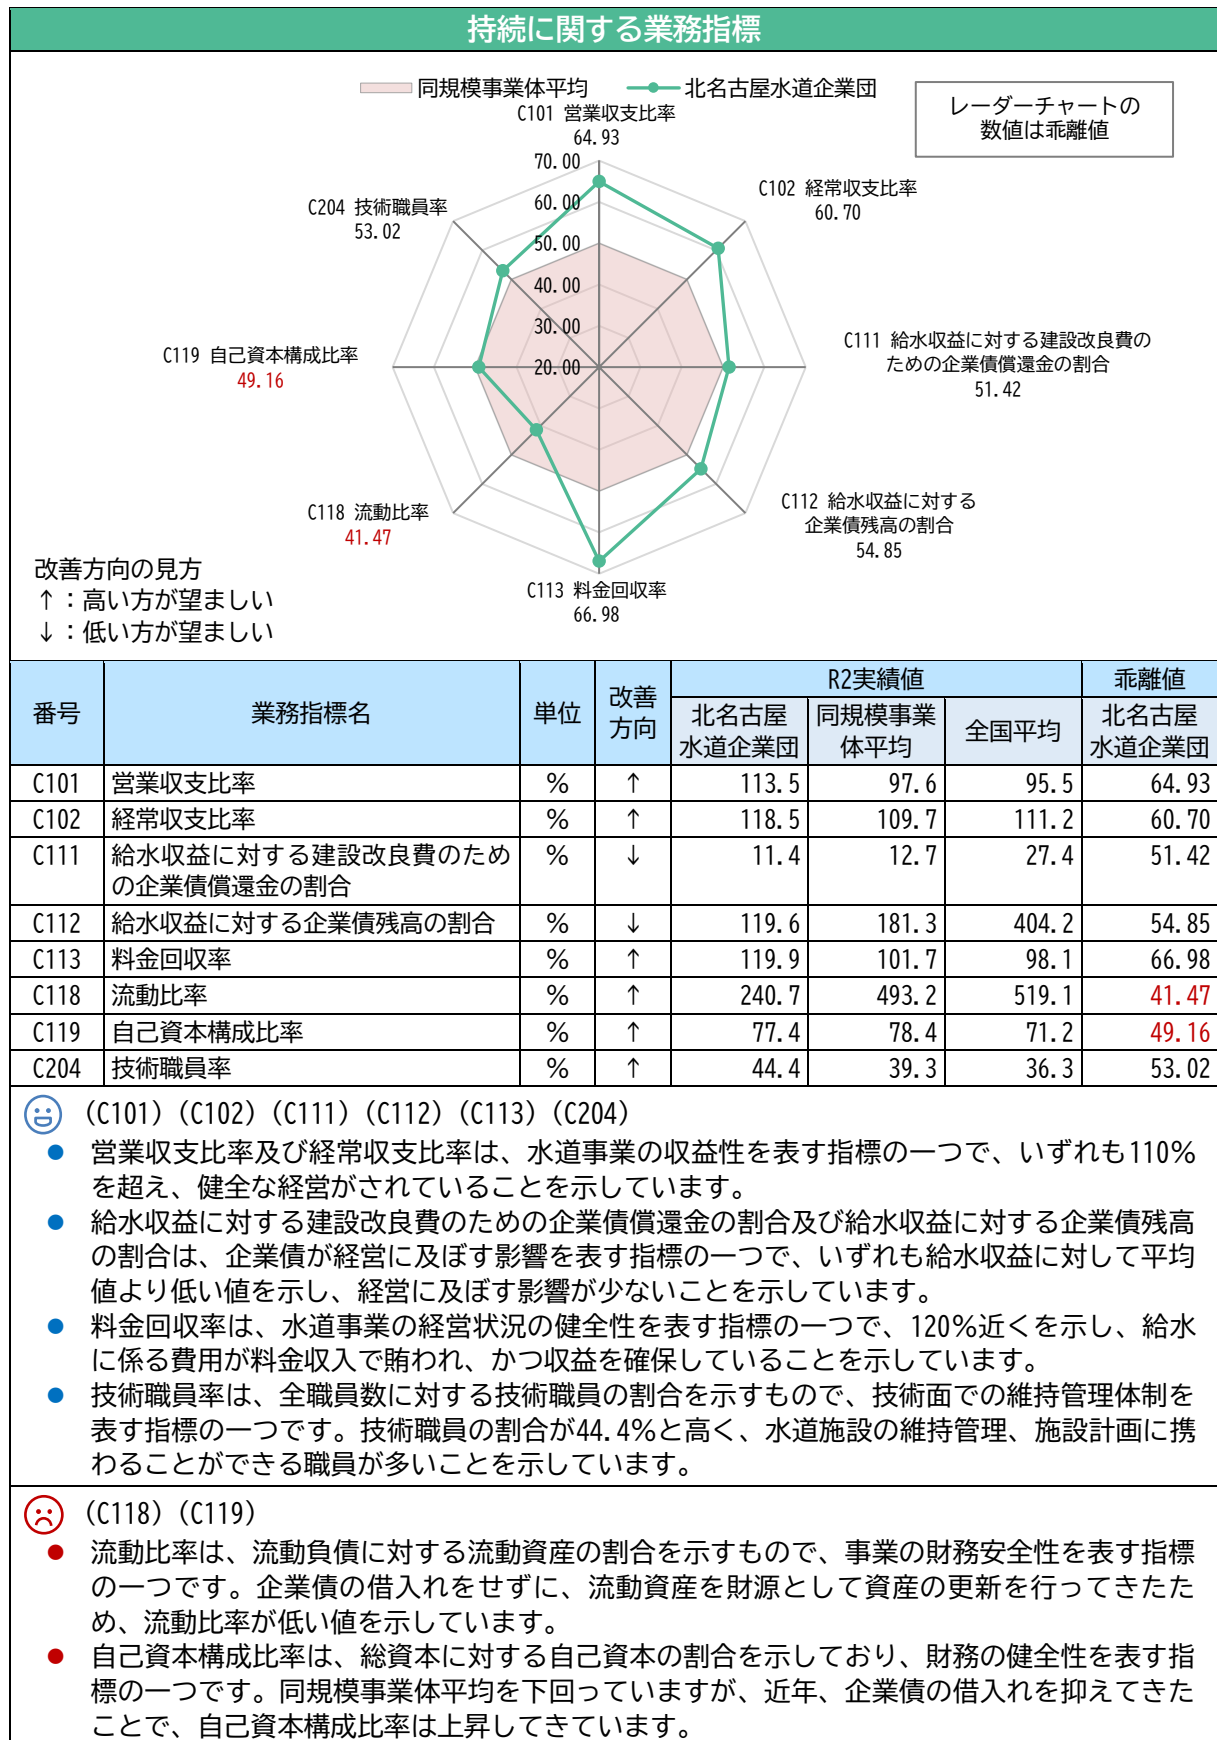 持続に関する業務指標
同規模事業体平均 北名古屋水道企業団
レーダーチャートの
数値は乖離値
C101 営業収支比率
64.93
70.00
60.00
50.00
40.00
30.00
20.00
C102 経常収支比率
60.70
C204 技術職員率
53.02
C111 給水収益に対する建設改良費の
ための企業債償還金の割合
51.42
C119 自己資本構成比率
49.16
C112 給水収益に対する
企業債残高の割合
54.85
C118 流動比率
41.47
C113 料金回収率
66.98
改善方向の見方
↑：高い方が望ましい
↓：低い方が望ましい
番号 業務指標名 単位 改善
方向 R2実績値 乖離値
北名古屋
水道企業団 同規模事業
体平均 全国平均 北名古屋
水道企業団
C101 営業収支比率 % ↑ 113.5 97.6 95.5 64.93
C102 経常収支比率 % ↑ 118.5 109.7 111.2 60.70
C111 給水収益に対する建設改良費のため % ↓ 11.4 12.7 27.4 51.42
の企業債償還金の割合
C112 給水収益に対する企業債残高の割合 % ↓ 119.6 181.3 404.2 54.85
C113 料金回収率 % ↑ 119.9 101.7 98.1 66.98
C118 流動比率 % ↑ 240.7 493.2 519.1 41.47
C119 自己資本構成比率 % ↑ 77.4 78.4 71.2 49.16
C204 技術職員率 % ↑ 44.4 39.3 36.3 53.02
（C101）（C102）（C111）（C112）（C113）（C204）
● 営業収支比率及び経常収支比率は、水道事業の収益性を表す指標の一つで、いずれも110%
を超え、健全な経営がされていることを示しています。
● 給水収益に対する建設改良費のための企業債償還金の割合及び給水収益に対する企業債残高
の割合は、企業債が経営に及ぼす影響を表す指標の一つで、いずれも給水収益に対して平均
値より低い値を示し、経営に及ぼす影響が少ないことを示しています。
● 料金回収率は、水道事業の経営状況の健全性を表す指標の一つで、120%近くを示し、給水
に係る費用が料金収入で賄われ、かつ収益を確保していることを示しています。
● 技術職員率は、全職員数に対する技術職員の割合を示すもので、技術面での維持管理体制を
表す指標の一つです。技術職員の割合が44.4%と高く、水道施設の維持管理、施設計画に携
わることができる職員が多いことを示しています。
（C118）（C119）
● 流動比率は、流動負債に対する流動資産の割合を示すもので、事業の財務安全性を表す指標
の一つです。企業債の借入れをせずに、流動資産を財源として資産の更新を行ってきたた
め、流動比率が低い値を示しています。
● 自己資本構成比率は、総資本に対する自己資本の割合を示しており、財務の健全性を表す指
標の一つです。同規模事業体平均を下回っていますが、近年、企業債の借入れを抑えてきた
ことで、自己資本構成比率は上昇してきています。